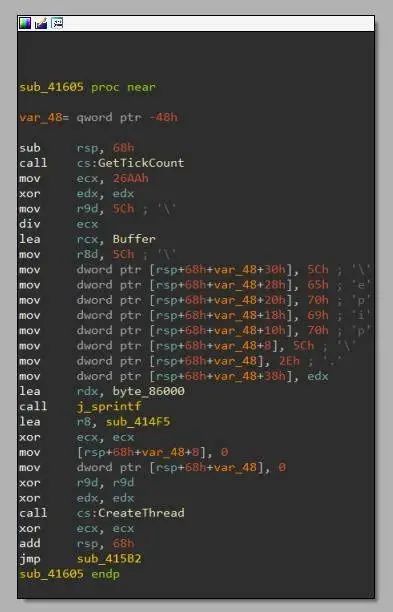 sub_41605 proc near
var_48= qword ptr -48h
sub rsp, 68h
call cs:GetTickCount
mov ecx, 26AAh
xor edx, edx
mov r9d, 5Ch ; '\'
div ecx
lea rcx, Buffer
mov r8d, 5Ch ; '\'
mov dword ptr [rsp+68h+var_48+30h], 5Ch ; '\'
mov dword ptr [rsp+68h+var_48+28h], 65h ; 'e'
mov dword ptr [rsp+68h+var_48+20h], 70h ; 'p'
mov dword ptr [rsp+68h+var_48+18h], 69h ; 'i'
mov dword ptr [rsp+68h+var_48+10h], 70h ; 'p'
mov dword ptr [rsp+68h+var_48+8], 5Ch ; '\'
mov dword ptr [rsp+68h+var_48], 2Eh ; '.'
mov dword ptr [rsp+68h+var_48+38h], edx
lea rdx, byte_86000
call j_sprintf
lea r8, sub_414F5
xor ecx, ecx
mov [rsp+68h+var_48+8], 0
mov dword ptr [rsp+68h+var_48], 0
xor r9d, r9d
xor edx, edx
call cs:CreateThread
xor ecx, ecx
add rsp, 68h
jmp sub_415B2
sub_41605 endp